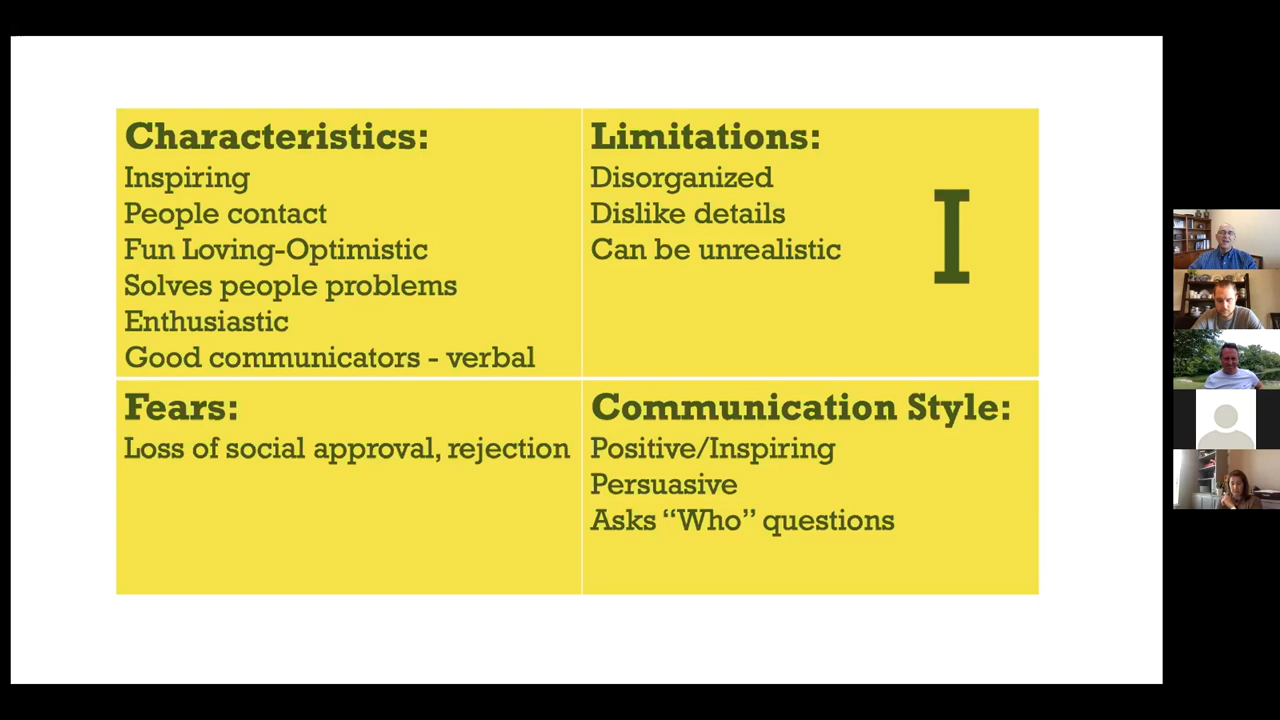 Characteristics:
Inspiring
People contact
Fun Loving-Optimistic
Solves people problems
Enthusiastic
Good communicators - verbal
Limitations:
Disorganized
Dislike details
Can be unrealistic
I
Fears:
Loss of social approval, rejection
Communication Style:
Positive/Inspiring
Persuasive
Asks “Who” questions